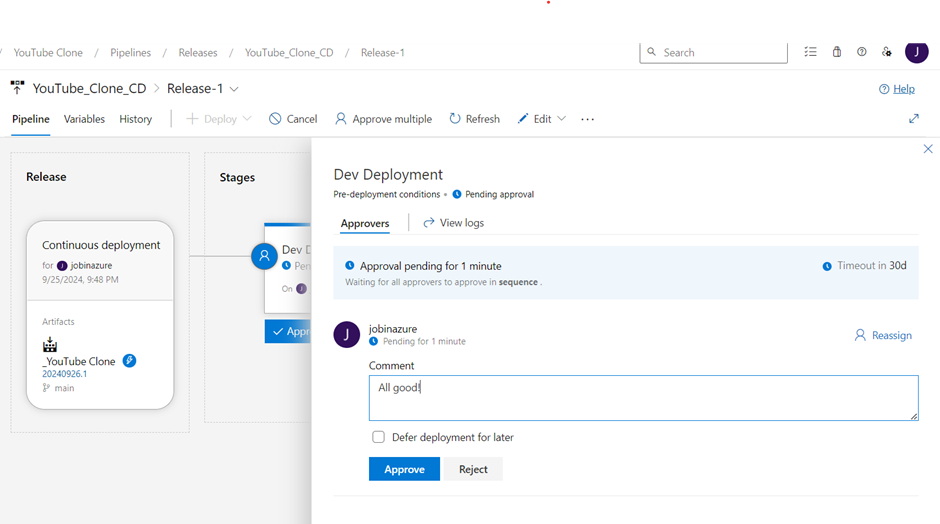 / YouTube Clone / Pipelines / Releases / YouTube_Clone_CD / Release-1
Search
J
YouTube_Clone_CD > Release-1
Help
Pipeline Variables History Deploy Cancel Approve multiple Refresh Edit ...
Release
Continuous deployment
for J jobinazure
9/25/2024, 9:48 PM
Artifacts
_YouTube Clone
20240926.1
main
Stages
Dev D
Pen
On J
Appr
Dev Deployment
Pre-deployment conditions • Pending approval
Approvers View logs
Approval pending for 1 minute
Timeout in 30d
Waiting for all approvers to approve in sequence .
J
jobinazure
Pending for 1 minute
Reassign
Comment
All good!
Defer deployment for later
Approve Reject